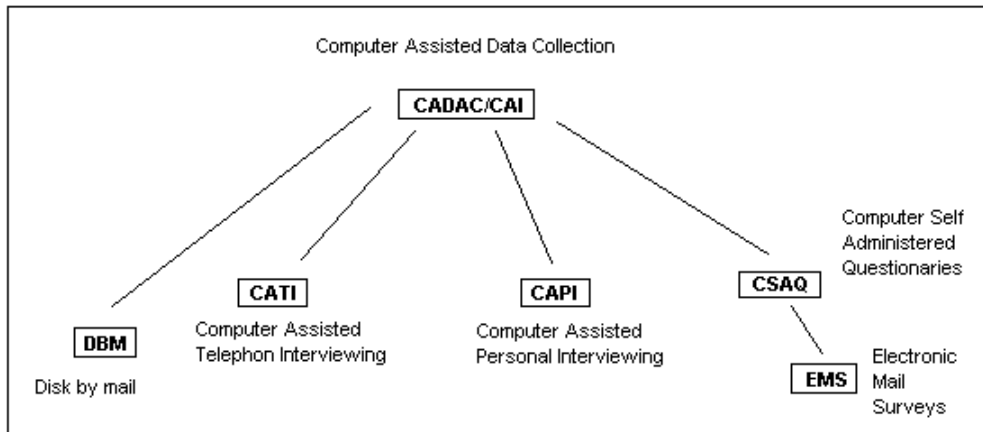 Computer Assisted Data Collection
CADAC/CAI
Computer Self
Administered
Questionaries
CATI
CAPI
CSAQ
Computer Assisted
Telephon Interviewing
Computer Assisted
Personal Interviewing
DBM
Disk by mail
EMS
Electronic
Mail
Surveys